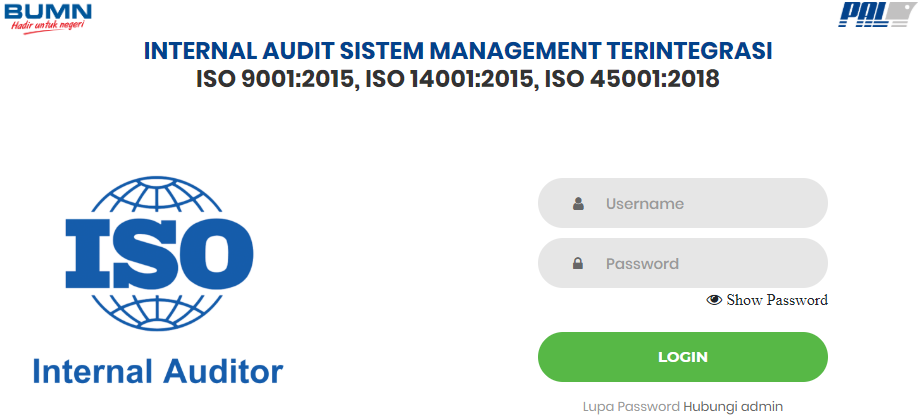 BUMN
Hadir untuk negeri
PAL
INTERNAL AUDIT SISTEM MANAGEMENT TERINTEGRASI
ISO 9001:2015, ISO 14001:2015, ISO 45001:2018
ISO
Internal Auditor
Username
Password
Show Password
LOGIN
Lupa Password Hubungi admin